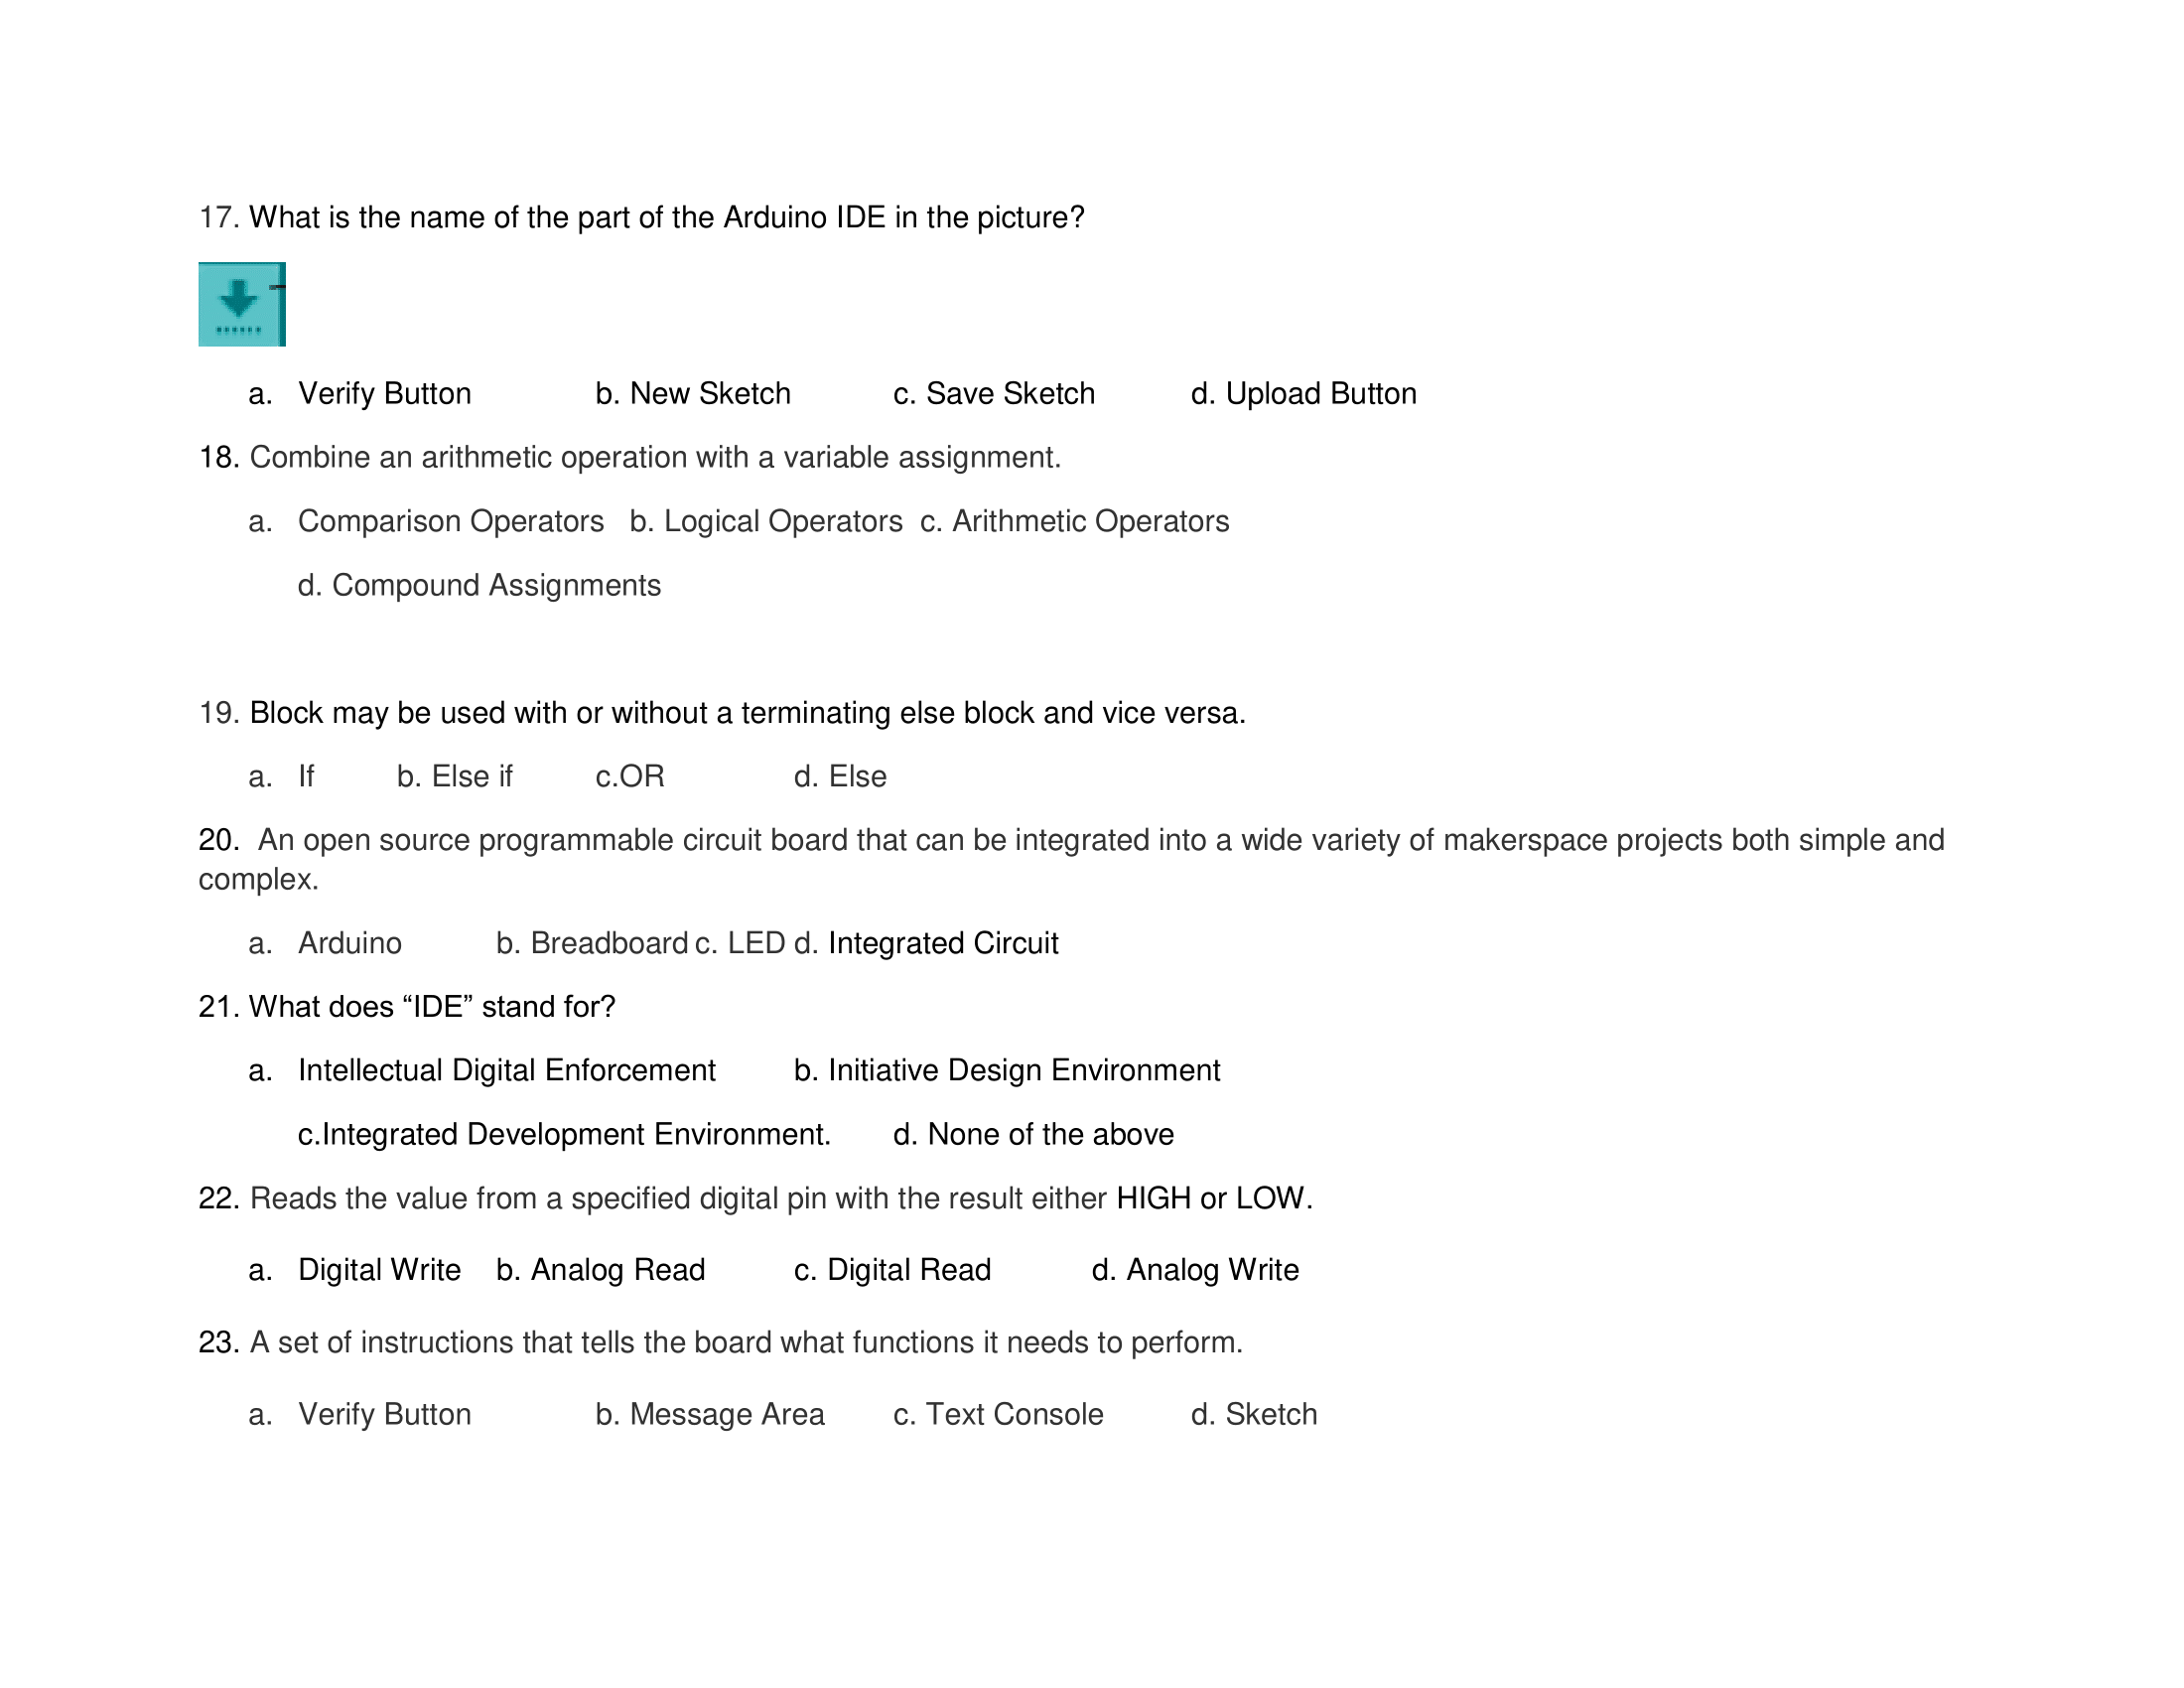 17. What is the name of the part of the Arduino IDE in the picture?
a. Verify Button b. New Sketch c. Save Sketch d. Upload Button
18. Combine an arithmetic operation with a variable assignment.
a. Comparison Operators b. Logical Operators c. Arithmetic Operators
d. Compound Assignments
19. Block may be used with or without a terminating else block and vice versa.
a. If b. Else if c.OR d. Else
20. An open source programmable circuit board that can be integrated into a wide variety of makerspace projects both simple and
complex.
a. Arduino b. Breadboard c. LED d. Integrated Circuit
21. What does “IDE” stand for?
a. Intellectual Digital Enforcement b. Initiative Design Environment
c.Integrated Development Environment. d. None of the above
22. Reads the value from a specified digital pin with the result either HIGH or LOW.
a. Digital Write b. Analog Read c. Digital Read d. Analog Write
23. A set of instructions that tells the board what functions it needs to perform.
a. Verify Button b. Message Area c. Text Console d. Sketch